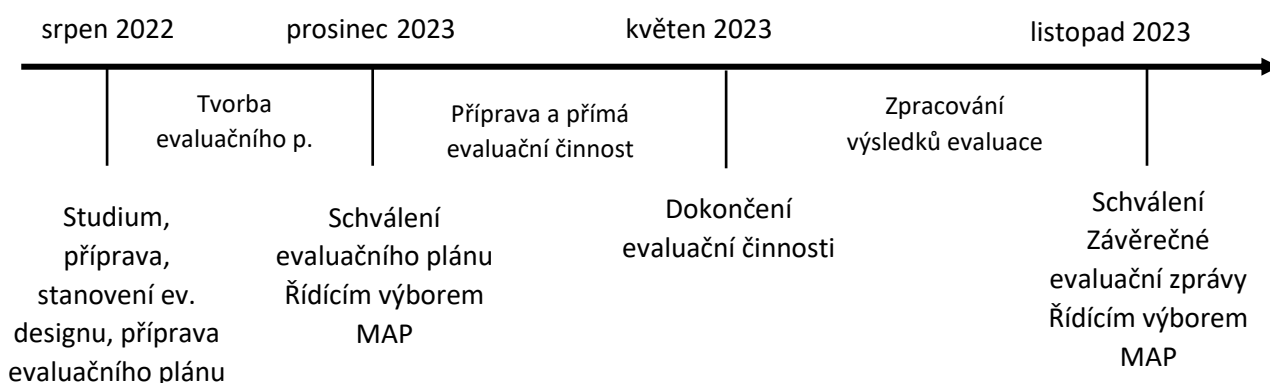 srpen 2022
prosinec 2023
květen 2023
listopad 2023
Tvorba
evaluačního p.
Příprava a přímá
evaluační činnost
Zpracování
výsledků evaluace
Studium,
příprava,
stanovení ev.
designu, příprava
evaluačního plánu
Schválení
evaluačního plánu
Řídícím výborem
MAP
Dokončení
evaluační činnosti
Schválení
Závěrečné
evaluační zprávy
Řídícím výborem
MAP